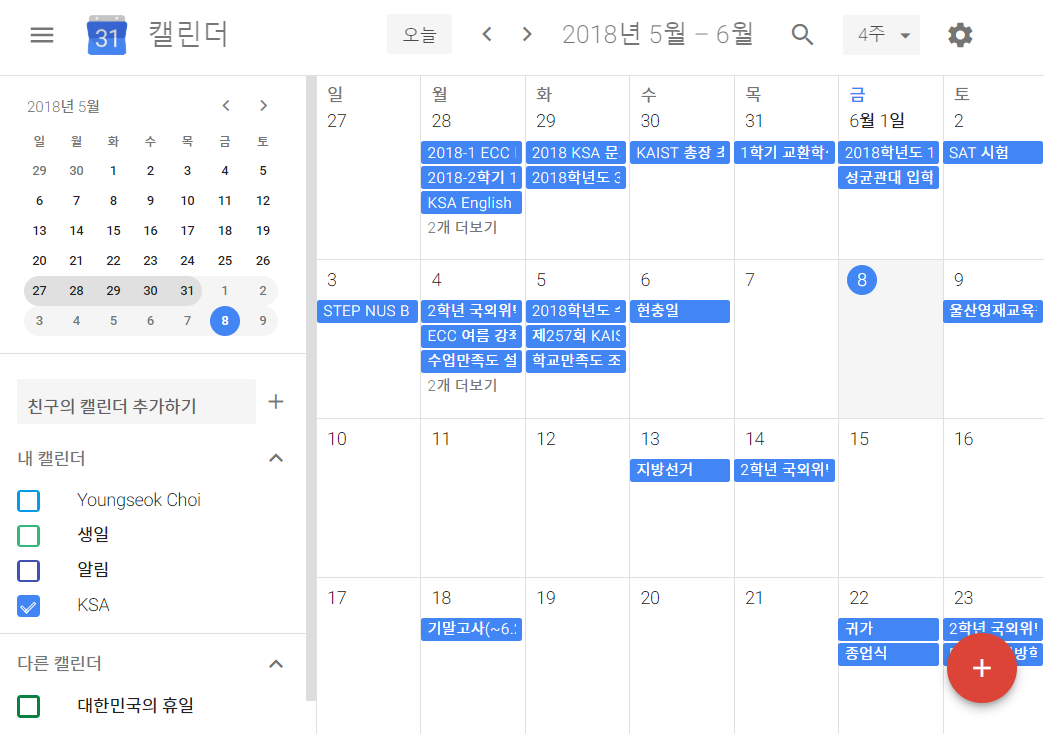 31 캘린더 오늘 2018년 5월 – 6월 4주
2018년 5월
일 월 화 수 목 금 토
29 30 1 2 3 4 5
6 7 8 9 10 11 12
13 14 15 16 17 18 19
20 21 22 23 24 25 26
27 28 29 30 31 1 2
3 4 5 6 7 8 9
친구의 캘린더 추가하기
내 캘린더
Youngseok Choi
생일
알림
KSA
다른 캘린더
대한민국의 휴일
일 월 화 수 목 금 토
27 28 29 30 31 6월 1일 2
2018-1 ECC 2018 KSA 문 KAIST 총장 1학기 교환학 2018학년도 1 SAT 시험
2018-2학기 1 2018학년도 3 성균관대 입학
KSA English
2개 더보기
3 4 5 6 7 8 9
STEP NUS B 2학년 국외위 2018학년도 현충일 울산영재교육
ECC 여름 강좌 제257회 KAIS
수업만족도 설 학교만족도 조
2개 더보기
10 11 12 13 14 15 16
지방선거 2학년 국외위
17 18 19 20 21 22 23
기말고사(~6. 귀가 2학년 국외위
종업식